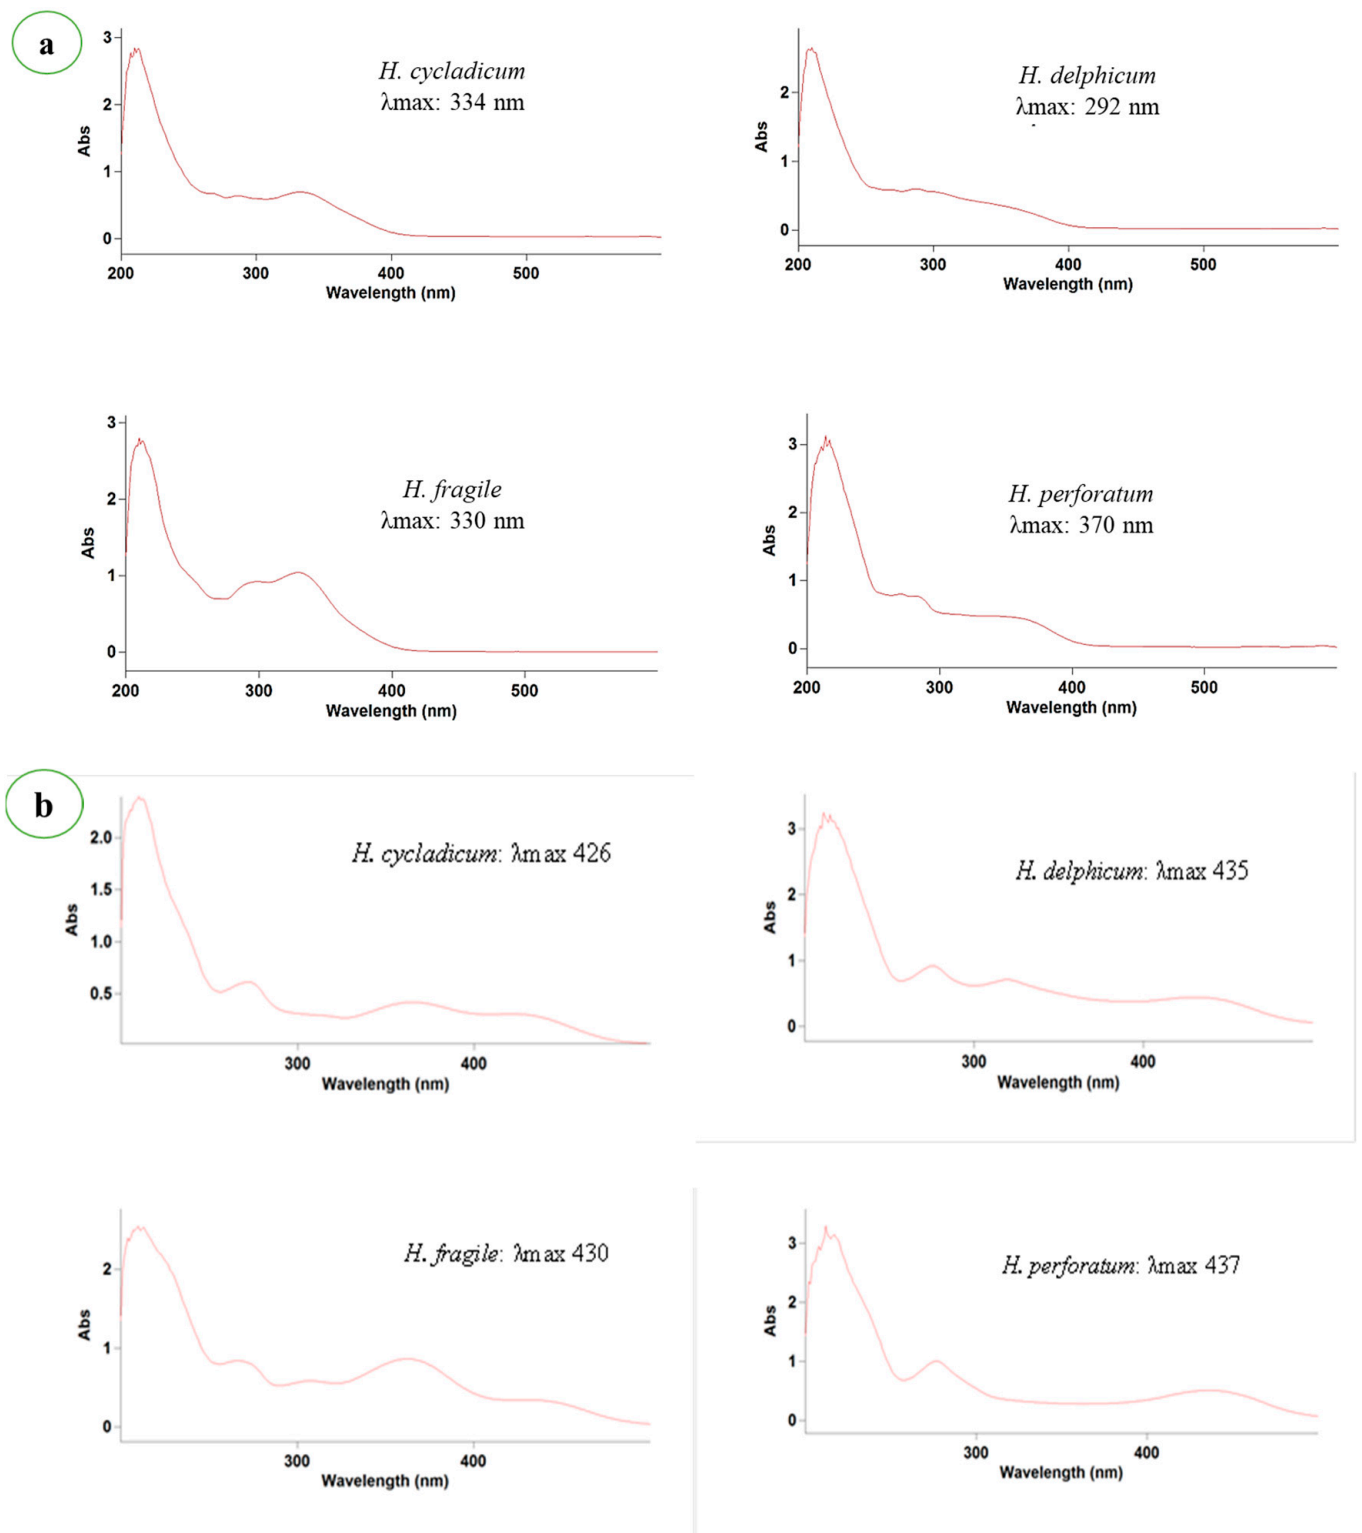 a
3
2
1
0
Abs
H. cycladicum
λmax: 334 nm
200 300 400 500
Wavelength (nm)
2
1
0
Abs
H. delphicum
λmax: 292 nm
200 300 400 500
Wavelength (nm)
3
2
1
0
Abs
H. fragile
λmax: 330 nm
200 300 400 500
Wavelength (nm)
3
2
1
0
Abs
H. perforatum
λmax: 370 nm
200 300 400 500
Wavelength (nm)
b
2.0
1.5
1.0
0.5
Abs
H. cycladicum: λmax 426
300 400
Wavelength (nm)
3
2
1
0
Abs
H. delphicum: λmax 435
300 400
Wavelength (nm)
2
1
0
Abs
H. fragile: λmax 430
300 400
Wavelength (nm)
3
2
1
0
Abs
H. perforatum: λmax 437
300 400
Wavelength (nm)